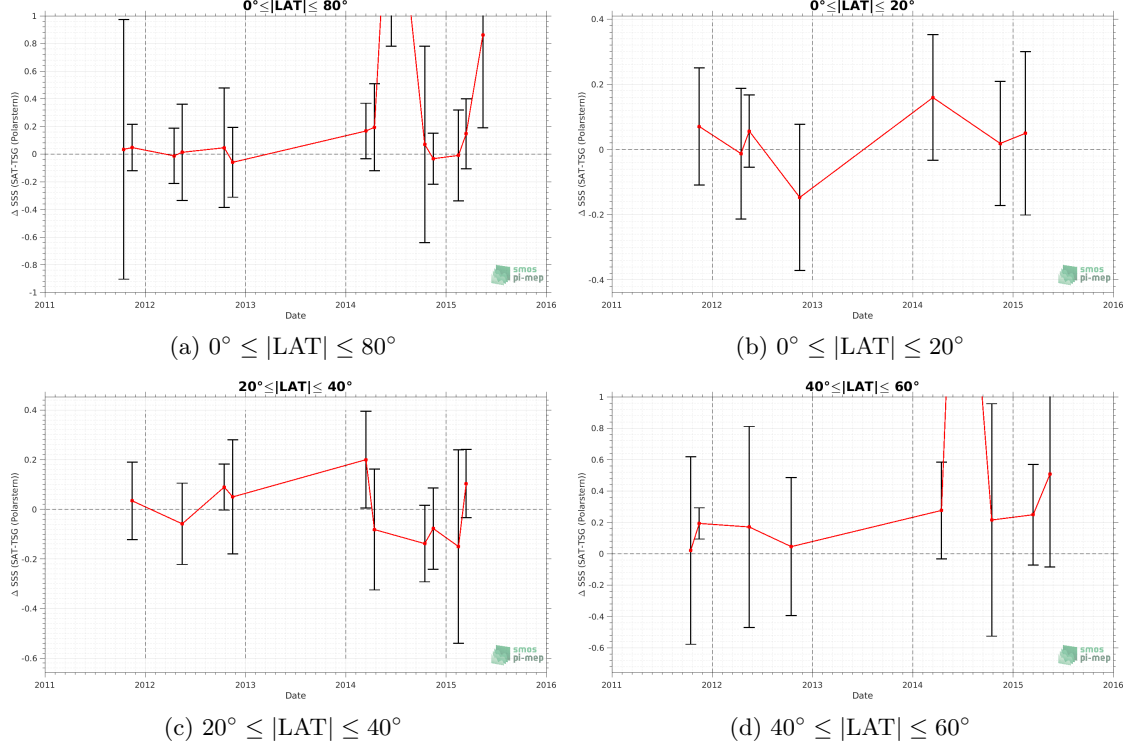 0°≤|LAT|≤ 80°
Δ SSS (SAT-TSG (Polarstern))
1
0.8
0.6
0.4
0.2
0
-0.2
-0.4
-0.6
-0.8
-1
2011 2012 2013 2014 2015 2016
Date
smos
pi-mep
(a) 0° ≤ |LAT| ≤ 80°
0°≤|LAT|≤ 20°
Δ SSS (SAT-TSG (Polarstern))
0.4
0.2
0
-0.2
-0.4
2011 2012 2013 2014 2015 2016
Date
smos
pi-mep
(b) 0° ≤ |LAT| ≤ 20°
20°≤|LAT|≤ 40°
Δ SSS (SAT-TSG (Polarstern))
0.4
0.2
0
-0.2
-0.4
-0.6
2011 2012 2013 2014 2015 2016
Date
smos
pi-mep
(c) 20° ≤ |LAT| ≤ 40°
40°≤|LAT|≤ 60°
Δ SSS (SAT-TSG (Polarstern))
1
0.8
0.6
0.4
0.2
0
-0.2
-0.4
-0.6
2011 2012 2013 2014 2015 2016
Date
smos
pi-mep
(d) 40° ≤ |LAT| ≤ 60°